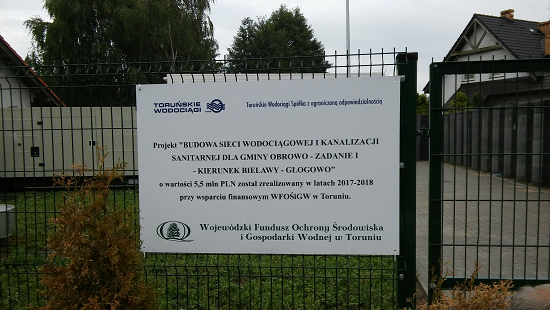 TORUŃSKIE
WODOCIĄGI
Toruńskie Wodociągi Spółka z ograniczoną odpowiedzialnością
Projekt "BUDOWA SIECI WODOCIĄGOWEJ I KANALIZACJI
SANITARNEJ DLA GMINY OBROWO - ZADANIE I
- KIERUNEK BIELAWY - GŁOGOWO"
o wartości 5,5 mln PLN został zrealizowany w latach 2017-2018
przy wsparciu finansowym WFOŚiGW w Toruniu.
Wojewódzki Fundusz Ochrony Środowiska
i Gospodarki Wodnej w Toruniu